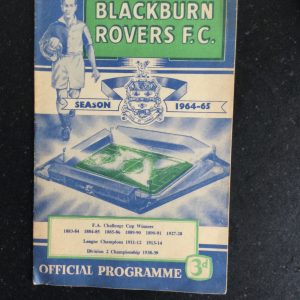 BLACKBURN
ROVERS F.C.
SEASON 1964-65
F.A. Challenge Cup Winners
1883-84 1884-85 1885-86 1889-90 1890-91 1927-28
League Champions 1911-12 1913-14
Division 2 Championship 1938-39
OFFICIAL PROGRAMME 3d